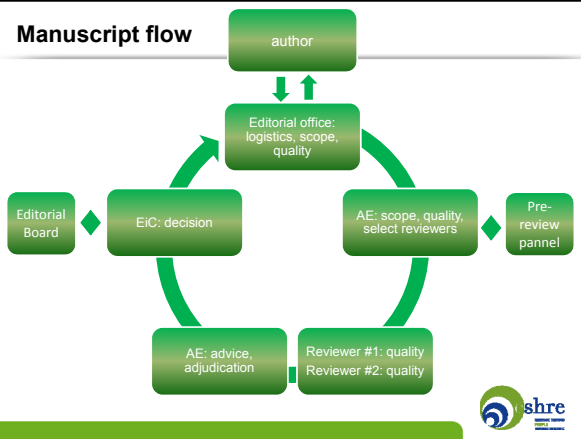 Manuscript flow
author
Editorial office:
logistics, scope,
quality
Editorial
Board
EiC: decision
AE: scope, quality,
select reviewers
Pre-
review
pannel
AE: advice,
adjudication
Reviewer #1: quality
Reviewer #2: quality
shre